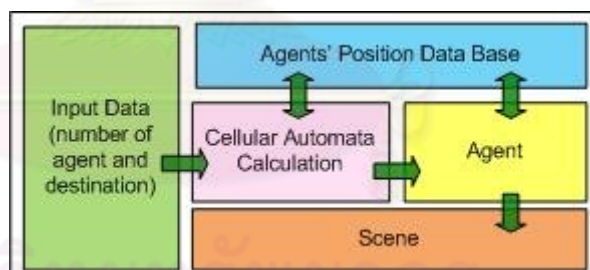 Agents' Position Data Base
Input Data
(number of
agent and
destination)
Cellular Automata
Calculation
Agent
Scene